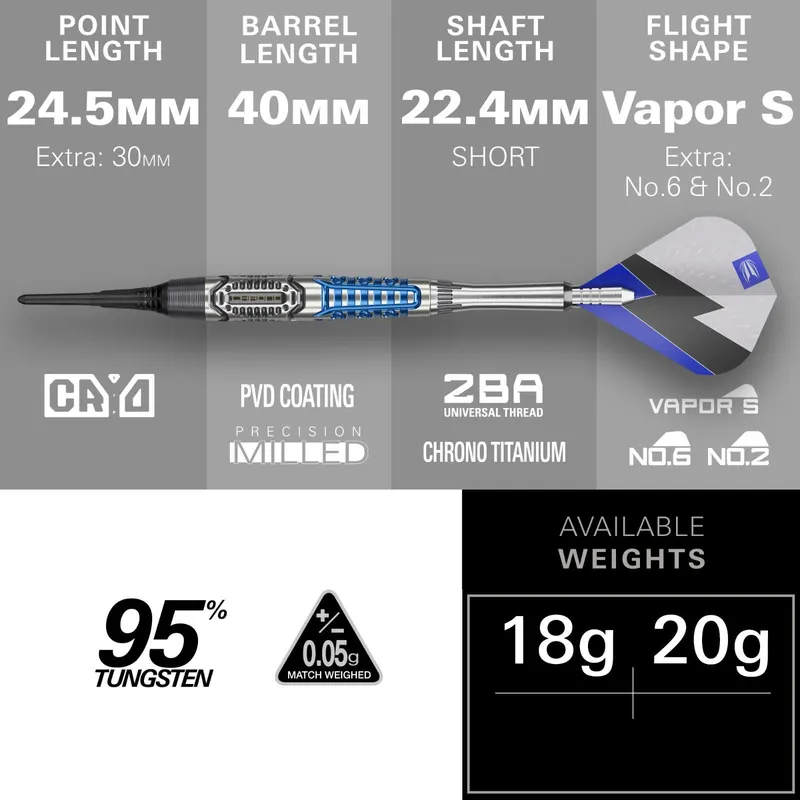 POINT
LENGTH
24.5MM
Extra: 30MM
BARREL
LENGTH
40MM
SHAFT
LENGTH
22.4MM
SHORT
FLIGHT
SHAPE
Vapor S
Extra:
No.6 & No.2
CHRONO
CRYO
PVD COATING
PRECISION
MILLED
2BA
UNIVERSAL THREAD
CHRONO TITANIUM
VAPOR S
NO.6 NO.2
95%
TUNGSTEN
+/-
0.05g
MATCH WEIGHED
AVAILABLE
WEIGHTS
18g 20g